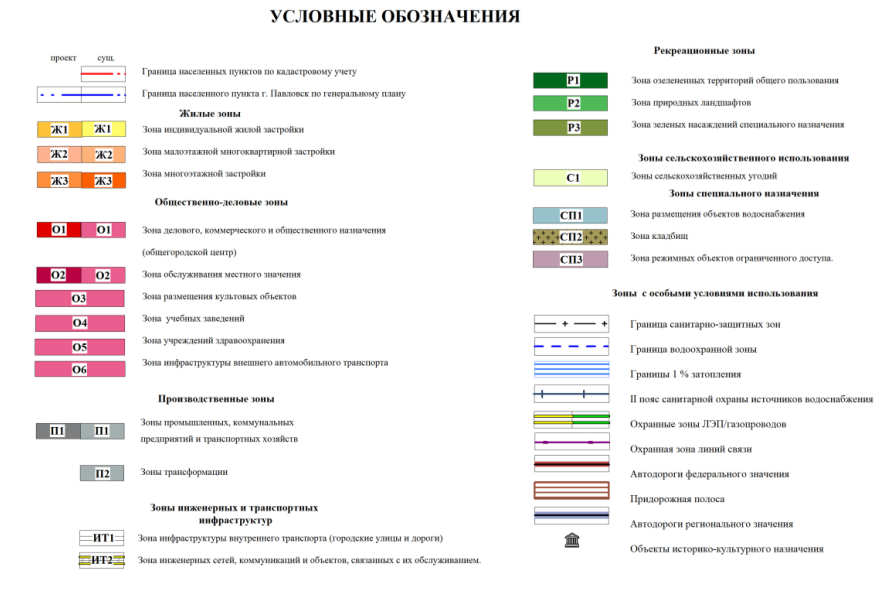 УСЛОВНЫЕ ОБОЗНАЧЕНИЯ
проект сущ.
Граница населенных пунктов по кадастровому учету
Граница населенного пункта г. Павловск по генеральному плану
Жилые зоны
Ж1 Ж1 Зона индивидуальной жилой застройки
Ж2 Ж2 Зона малоэтажной многоквартирной застройки
Ж3 Ж3 Зона многоэтажной застройки
Общественно-деловые зоны
О1 О1 Зона делового, коммерческого и общественного назначения
(общегородской центр)
О2 О2 Зона обслуживания местного значения
О3 Зона размещения культовых объектов
О4 Зона учебных заведений
О5 Зона учреждений здравоохранения
О6 Зона инфраструктуры внешнего автомобильного транспорта
Производственные зоны
П1 П1 Зоны промышленных, коммунальных
предприятий и транспортных хозяйств
П2 Зоны трансформации
Зоны инженерных и транспортных
инфраструктур
ИТ1 Зона инфраструктуры внутреннего транспорта (городские улицы и дороги)
ИТ2 Зона инженерных сетей, коммуникаций и объектов, связанных с их обслуживанием.
Рекреационные зоны
Р1 Зона озелененных территорий общего пользования
Р2 Зона природных ландшафтов
Р3 Зона зеленых насаждений специального назначения
Зоны сельскохозяйственного использования
С1 Зоны сельскохозяйственных угодий
Зоны специального назначения
СП1 Зона размещения объектов водоснабжения
СП2 Зона кладбищ
СП3 Зона режимных объектов ограниченного доступа.
Зоны с особыми условиями использования
Граница санитарно-защитных зон
Граница водоохранной зоны
Границы 1 % затопления
II пояс санитарной охраны источников водоснабжения
Охранные зоны ЛЭП/газопроводов
Охранная зона линий связи
Автодороги федерального значения
Придорожная полоса
Автодороги регионального значения
Объекты историко-культурного назначения